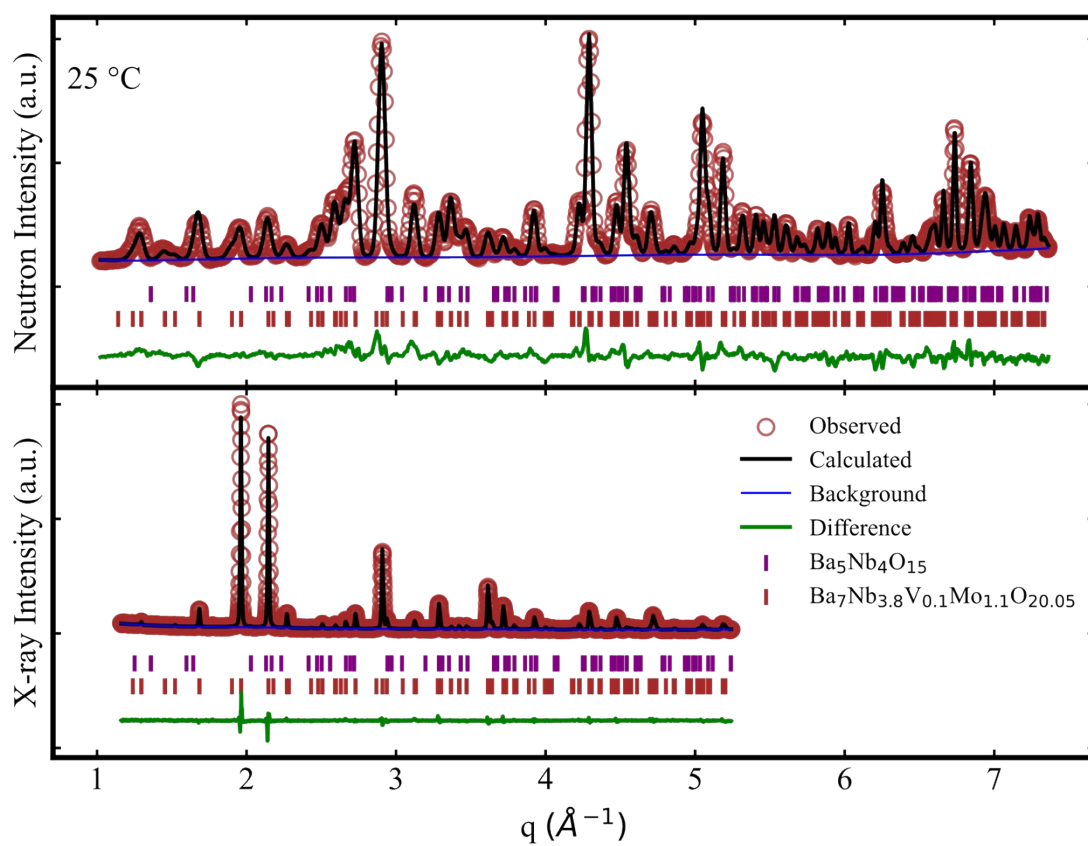 Neutron Intensity (a.u.)
25 °C
X-ray Intensity (a.u.)
Observed
Calculated
Background
Difference
Ba₅Nb₄O₁₅
Ba₇Nb₃.₈V₀.₁Mo₁.₁O₂₀.₀₅
1 2 3 4 5 6 7
q (Å⁻¹)